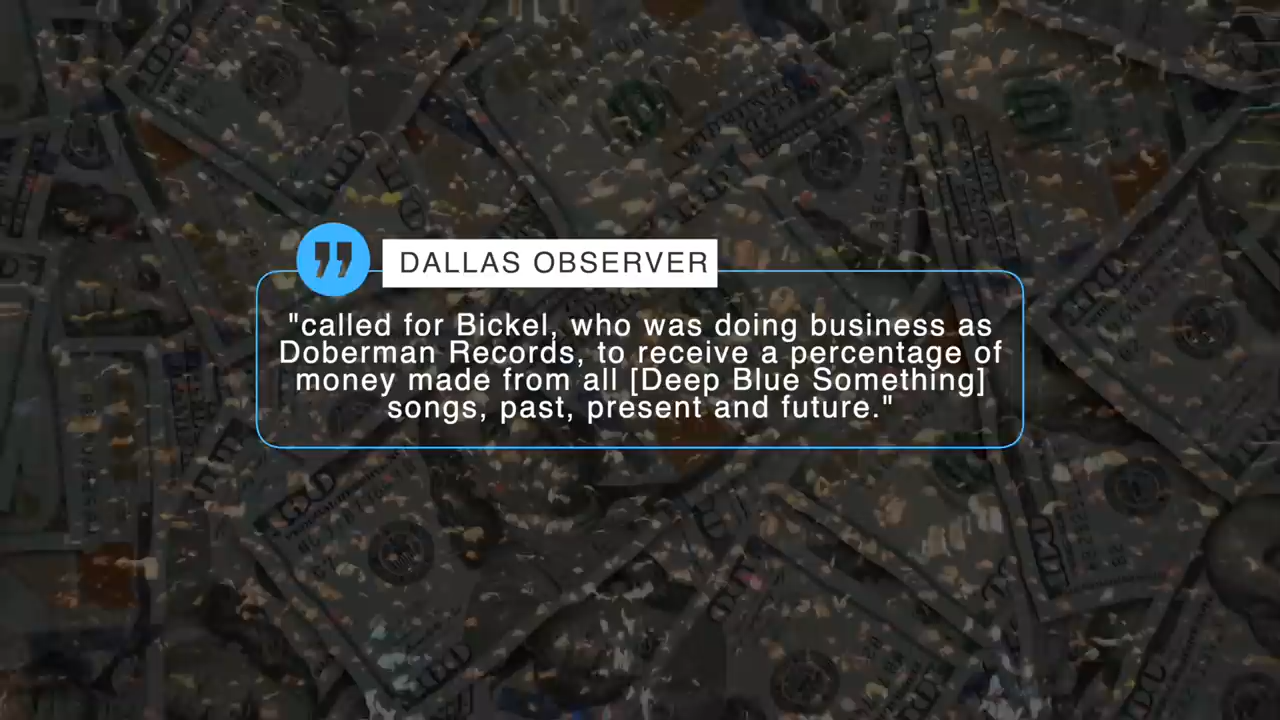 DALLAS OBSERVER
"called for Bickel, who was doing business as
Doberman Records, to receive a percentage of
money made from all [Deep Blue Something]
songs, past, present and future."